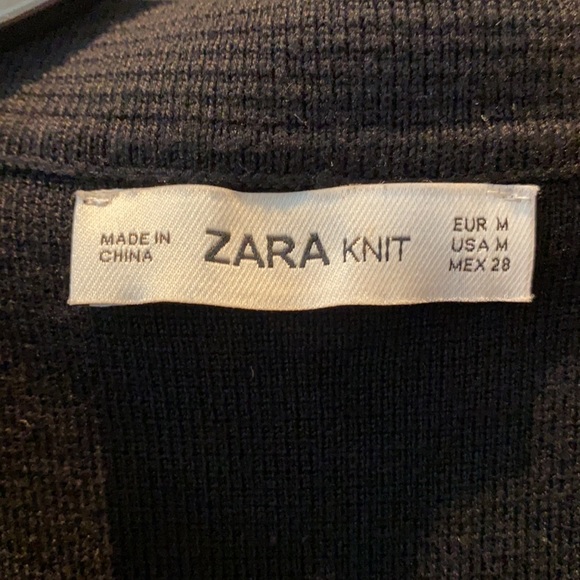 MADE IN
CHINA
ZARA KNIT
EUR M
USA M
MEX 28